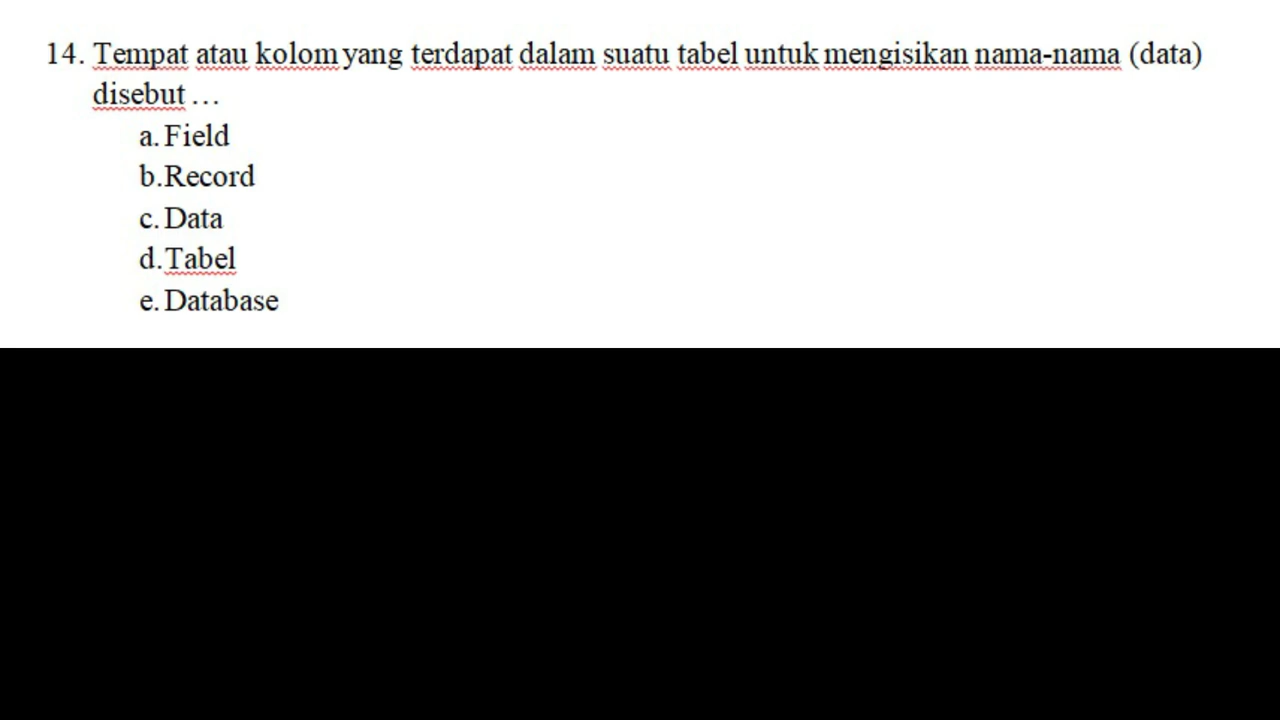 14. Tempat atau kolom yang terdapat dalam suatu tabel untuk mengisikan nama-nama (data)
disebut …
a. Field
b. Record
c. Data
d. Tabel
e. Database